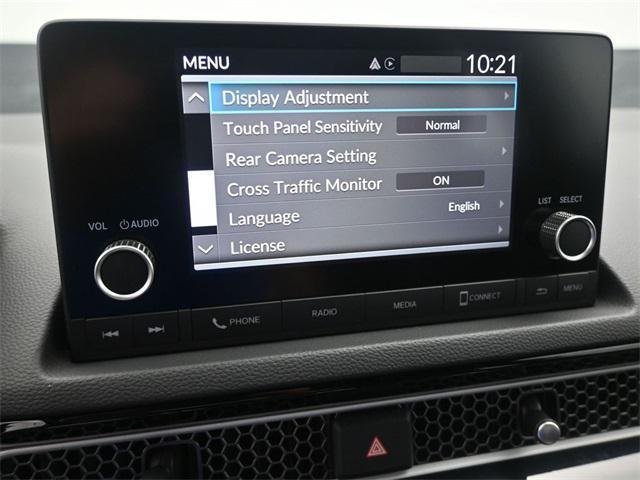 MENU 10:21
Display Adjustment
Touch Panel Sensitivity Normal
Rear Camera Setting
Cross Traffic Monitor ON
Language English
License
VOL AUDIO
LIST SELECT
PHONE RADIO MEDIA CONNECT MENU